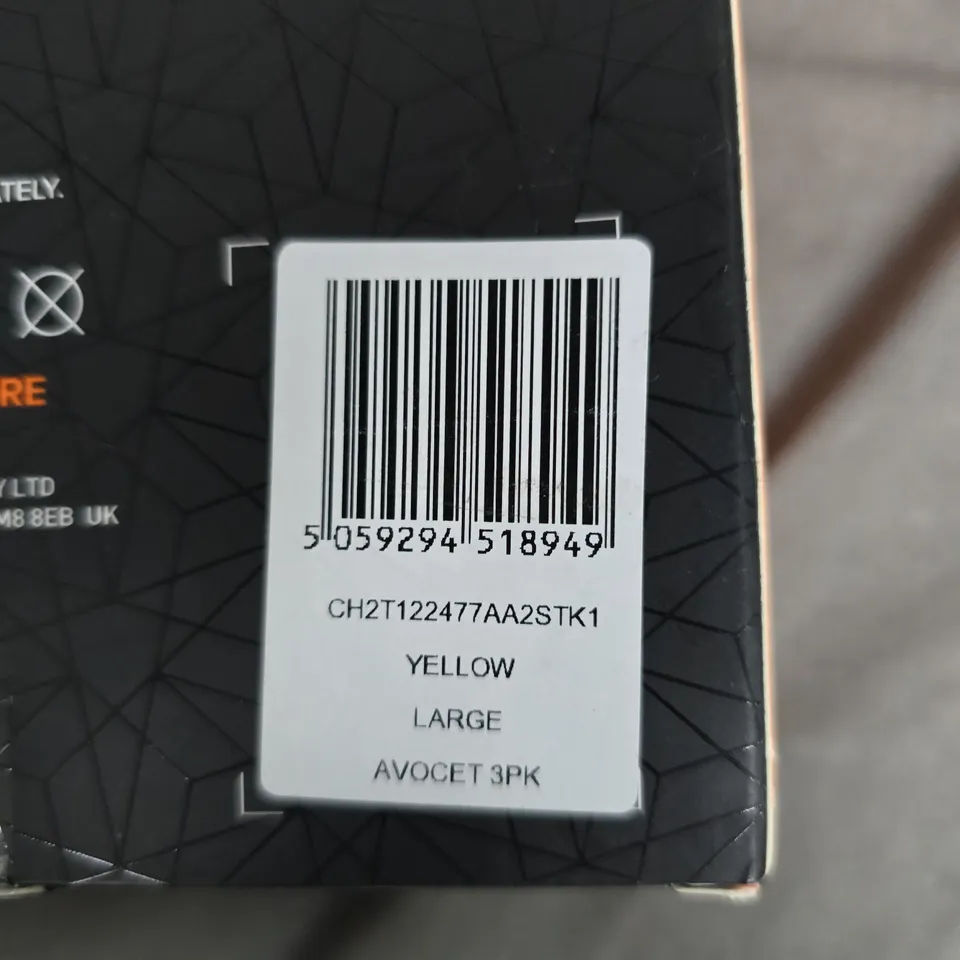 ATELY.
RE
Y LTD
M8 8EB UK
5 059294 518949
CH2T122477AA2STK1
YELLOW
LARGE
AVOCET 3PK